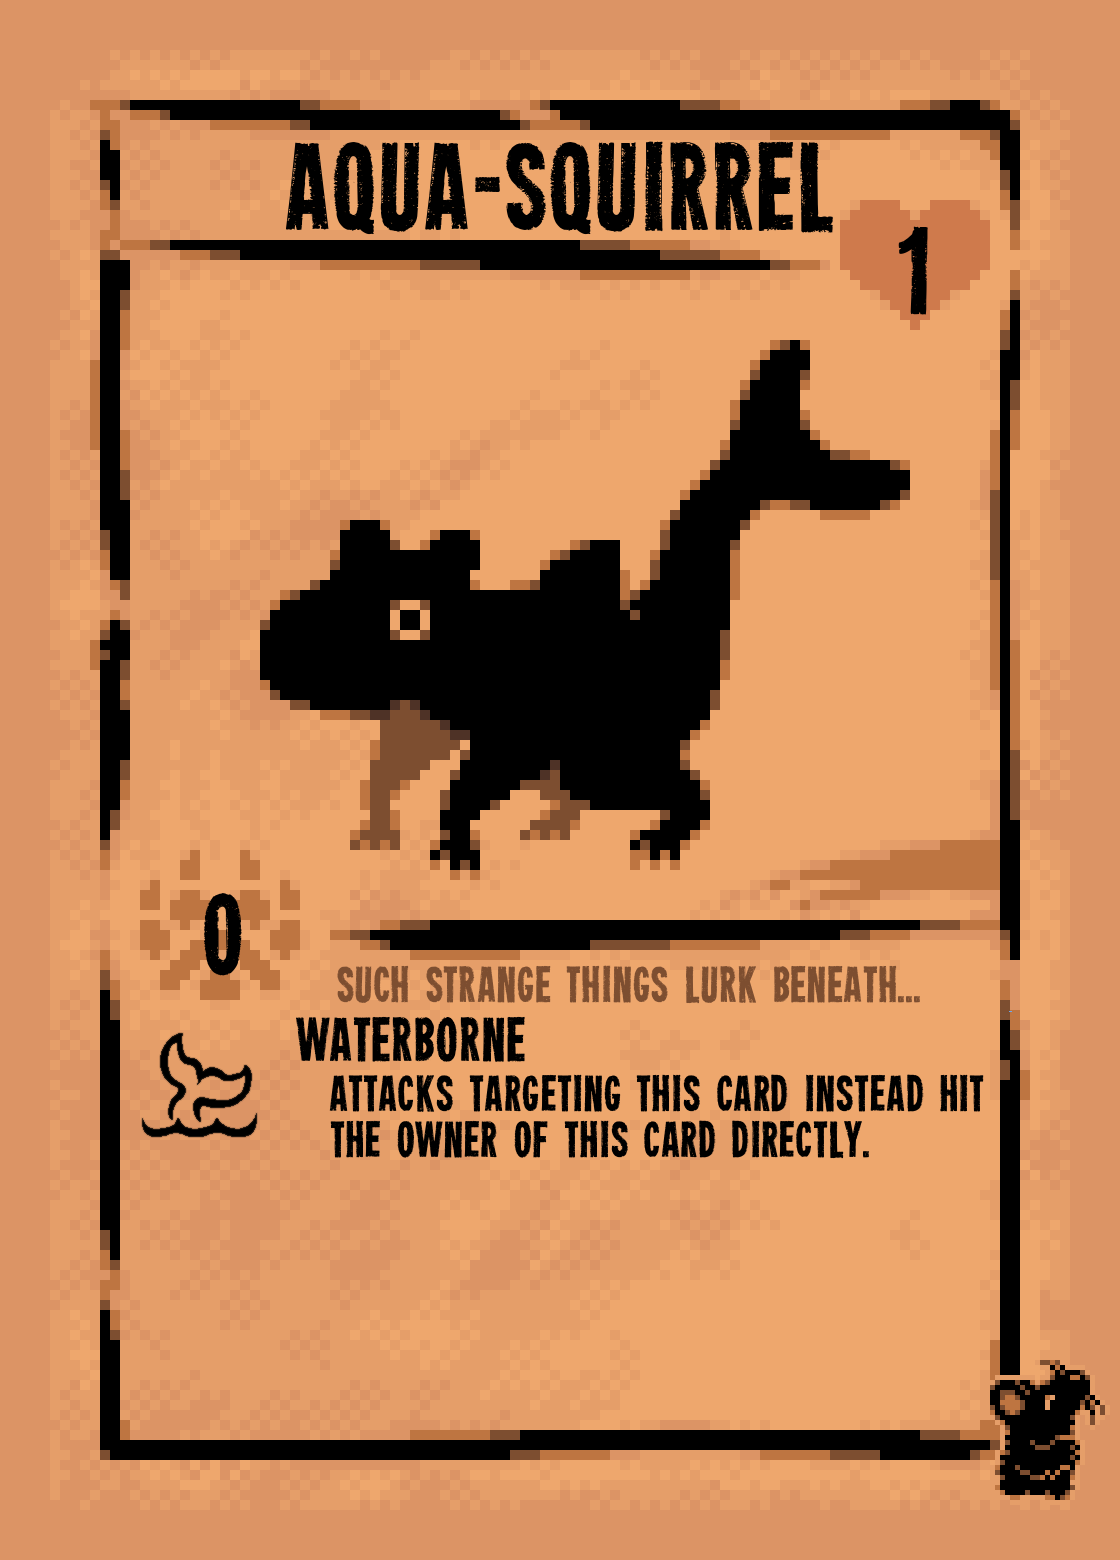 AQUA-SQUIRREL
1
0
SUCH STRANGE THINGS LURK BENEATH...
WATERBORNE
ATTACKS TARGETING THIS CARD INSTEAD HIT
THE OWNER OF THIS CARD DIRECTLY.